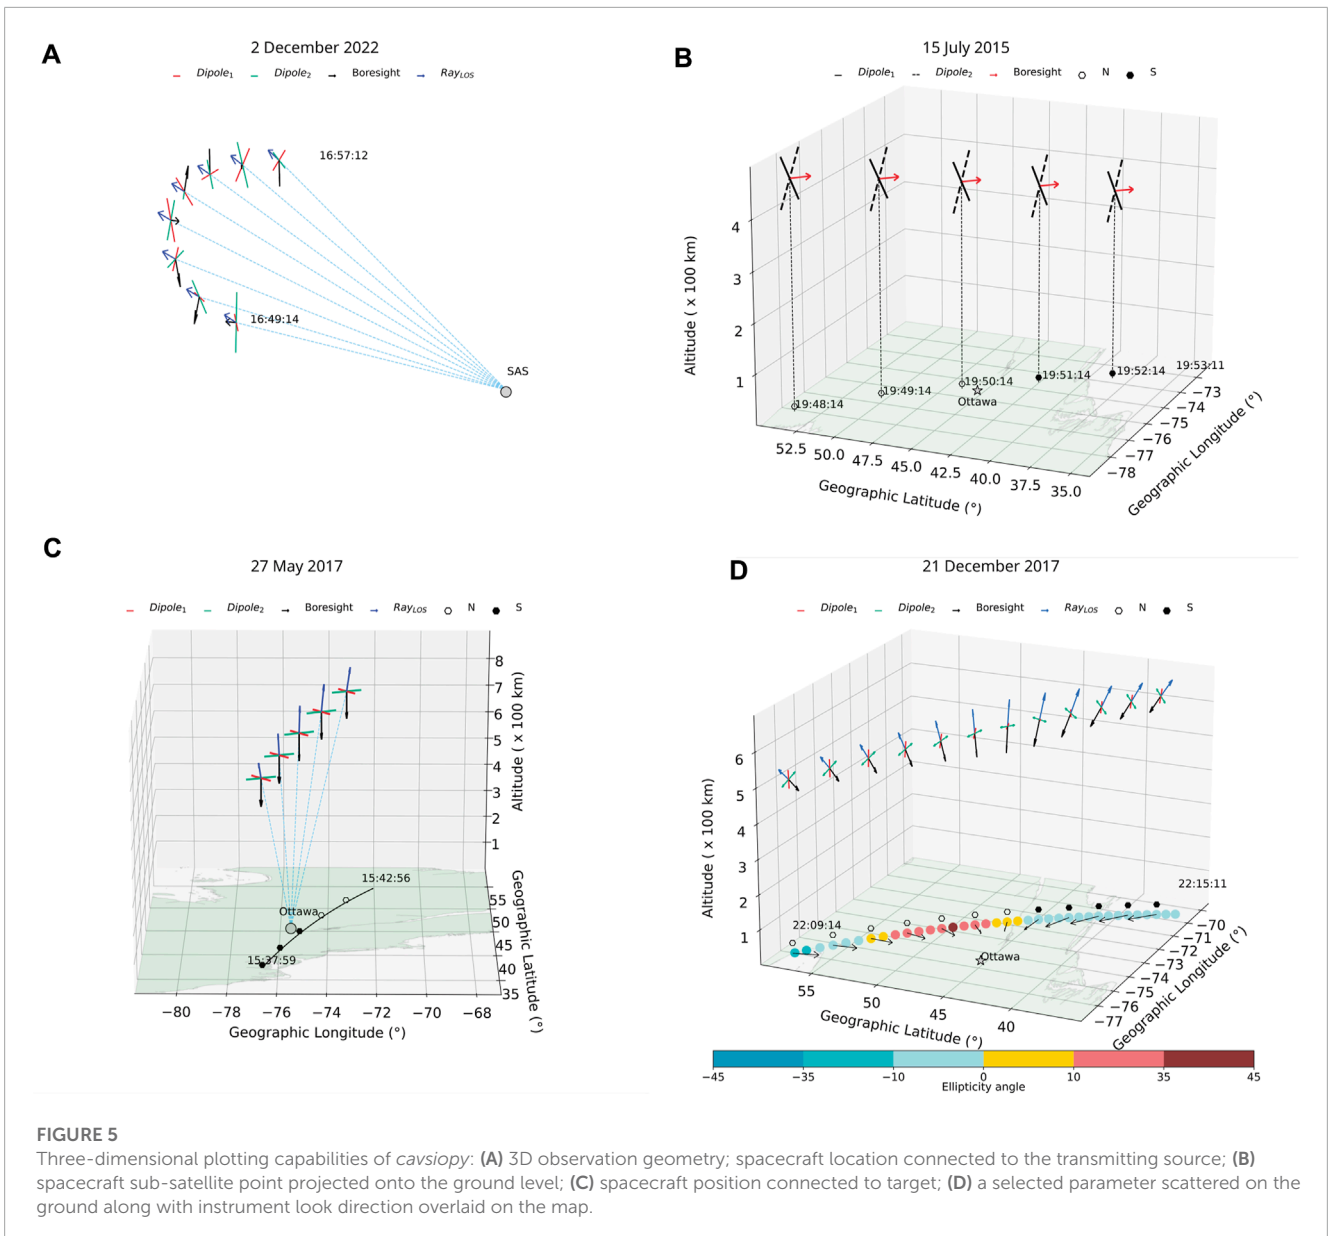 A
2 December 2022
Dipole1 Dipole2 Boresight RayLOS
16:57:12
16:49:14
SAS
B
15 July 2015
Dipole1 Dipole2 Boresight N S
Altitude ( x 100 km)
4
3
2
1
19:48:14
19:49:14
19:50:14
Ottawa
19:51:14
19:52:14
19:53:11
52.5 50.0 47.5 45.0 42.5 40.0 37.5 35.0
Geographic Latitude (°)
−73
−74
−75
−76
−77
−78
Geographic Longitude (°)
C
27 May 2017
Dipole1 Dipole2 Boresight RayLOS N S
8
7
6
5
4
3
2
1
Altitude ( x 100 km)
15:42:56
Ottawa
15:37:59
55
50
45
40
35
Geographic Latitude (°)
−80 −78 −76 −74 −72 −70 −68
Geographic Longitude (°)
D
21 December 2017
Dipole1 Dipole2 Boresight RayLOS N S
Altitude ( x 100 km)
6
5
4
3
2
1
22:09:14
22:15:11
Ottawa
55 50 45 40
Geographic Latitude (°)
−70
−71
−72
−73
−74
−75
−76
−77
Geographic Longitude (°)
−45 −35 −10 0 10 35 45
Ellipticity angle
FIGURE 5
Three-dimensional plotting capabilities of cavsiopy: (A) 3D observation geometry; spacecraft location connected to the transmitting source; (B)
spacecraft sub-satellite point projected onto the ground level; (C) spacecraft position connected to target; (D) a selected parameter scattered on the
ground along with instrument look direction overlaid on the map.